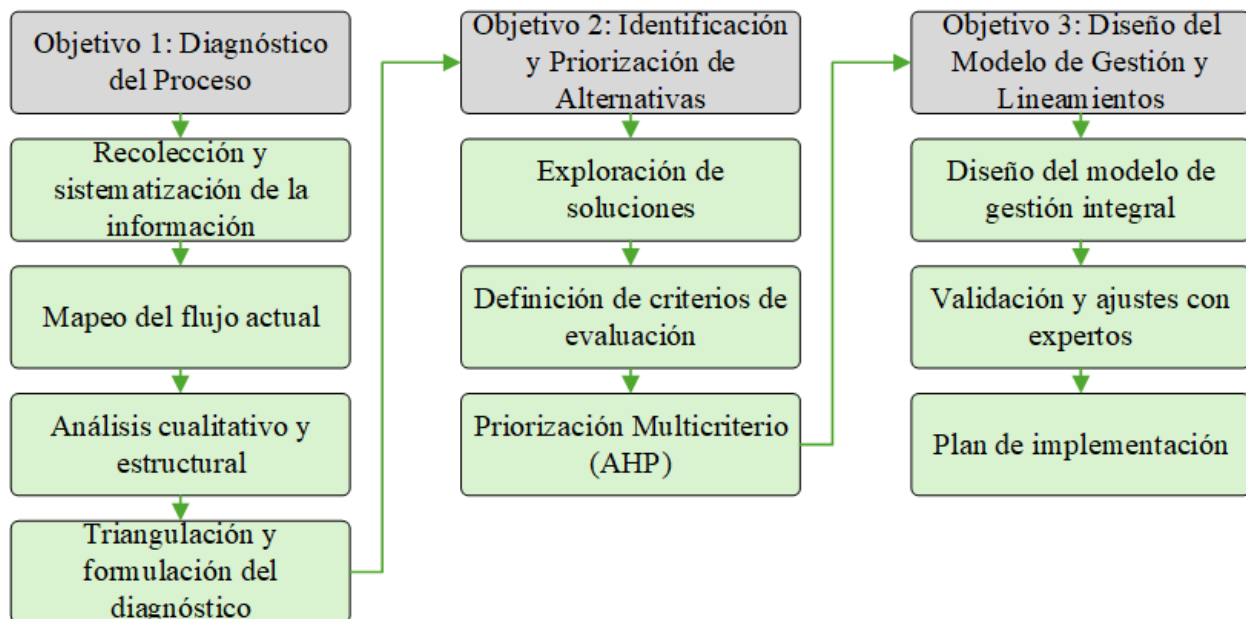 Objetivo 1: Diagnóstico
del Proceso
Recolección y
sistematización de la
información
Mapeo del flujo actual
Análisis cualitativo y
estructural
Triangulación y
formulación del
diagnóstico
Objetivo 2: Identificación
y Priorización de
Alternativas
Exploración de
soluciones
Definición de criterios de
evaluación
Priorización Multicriterio
(AHP)
Objetivo 3: Diseño del
Modelo de Gestión y
Lineamientos
Diseño del modelo de
gestión integral
Validación y ajustes con
expertos
Plan de implementación